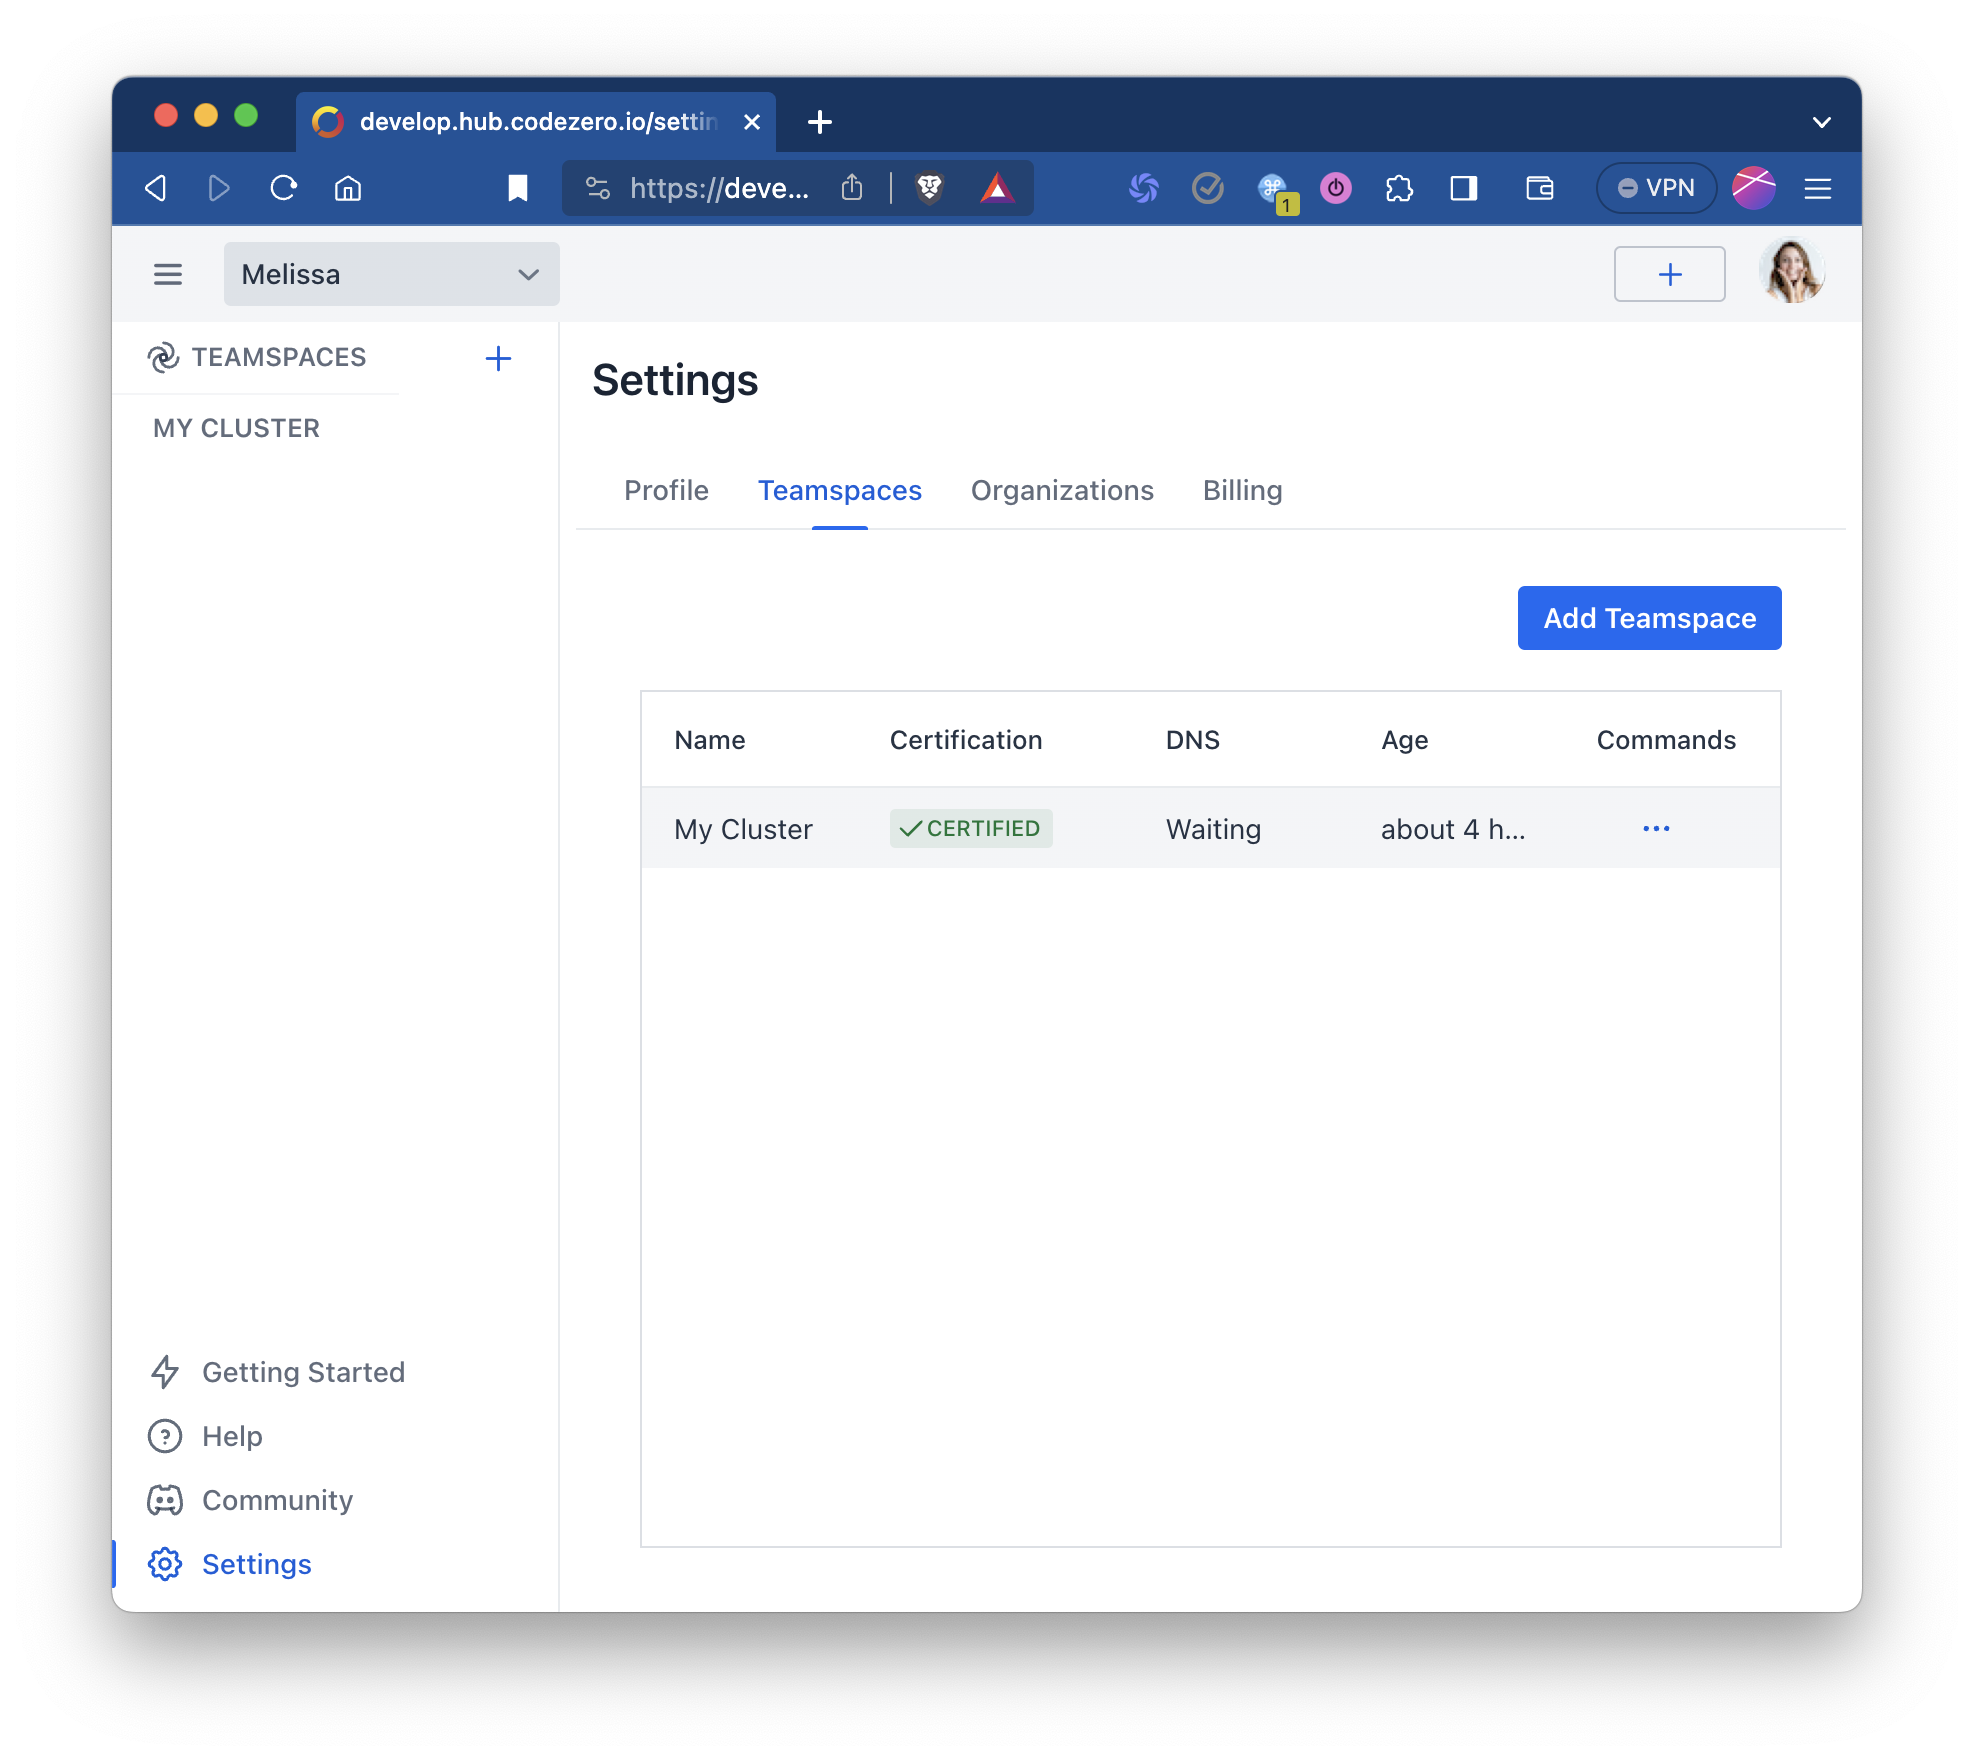 develop.hub.codezero.io/settin
https://deve...
1
VPN
Melissa
TEAMSPACES
MY CLUSTER
Settings
Profile Teamspaces Organizations Billing
Add Teamspace
Name Certification DNS Age Commands
My Cluster CERTIFIED Waiting about 4 h...
Getting Started
Help
Community
Settings